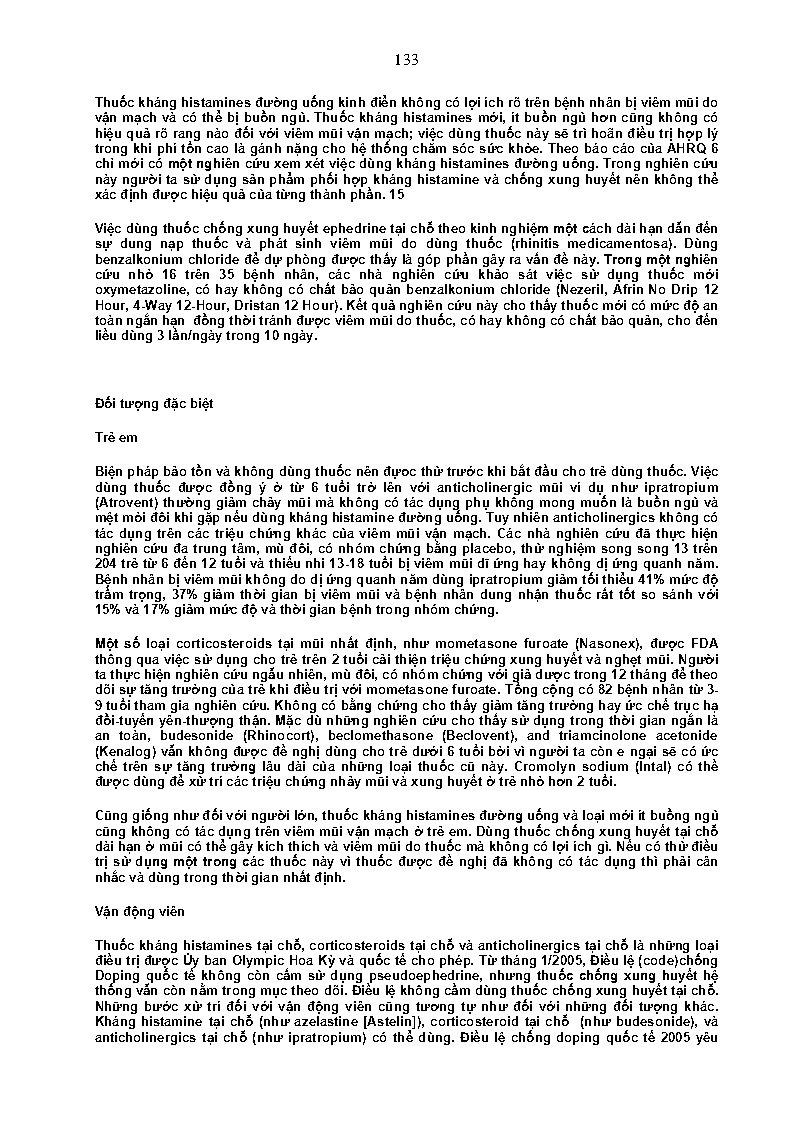 133
Thuốc kháng histamines đường uống kinh điển không có lợi ích rõ trên bệnh nhân bị viêm mũi do
vận mạch và có thể bị buồn ngủ. Thuốc kháng histamines mới, ít buồn ngủ hơn cũng không có
hiệu quả rõ rang nào đối với viêm mũi vận mạch; việc dùng thuốc này sẽ trì hoãn điều trị hợp lý
trong khi phí tổn cao là gánh nặng cho hệ thống chăm sóc sức khỏe. Theo báo cáo của AHRQ 6
chỉ mới có một nghiên cứu xem xét việc dùng kháng histamines đường uống. Trong nghiên cứu
này người ta sử dụng sản phẩm phối hợp kháng histamine và chống xung huyết nên không thể
xác định được hiệu quả của từng thành phần. 15
Việc dùng thuốc chống xung huyết ephedrine tại chỗ theo kinh nghiệm một cách dài hạn dẫn đến
sự dung nạp thuốc và phát sinh viêm mũi do dùng thuốc (rhinitis medicamentosa). Dùng
benzalkonium chloride để dự phòng được thấy là góp phần gây ra vấn đề này. Trong một nghiên
cứu nhỏ 16 trên 35 bệnh nhân, các nhà nghiên cứu khảo sát việc sử dụng thuốc mới
oxymetazoline, có hay không có chất bảo quản benzalkonium chloride (Nezeril, Afrin No Drip 12
Hour, 4-Way 12-Hour, Dristan 12 Hour). Kết quả nghiên cứu này cho thấy thuốc mới có mức độ an
toàn ngắn hạn đồng thời tránh được viêm mũi do thuốc, có hay không có chất bảo quản, cho đến
liều dùng 3 lần/ngày trong 10 ngày.
Đối tượng đặc biệt
Trẻ em
Biện pháp bảo tồn và không dùng thuốc nên đựoc thử trước khi bắt đầu cho trẻ dùng thuốc. Việc
dùng thuốc được đồng ý ở từ 6 tuổi trở lên với anticholinergic mũi ví dụ như ipratropium
(Atrovent) thường giảm chảy mũi mà không có tác dụng phụ không mong muốn là buồn ngủ và
mệt mỏi đôi khi gặp nếu dùng kháng histamine đường uống. Tuy nhiên anticholinergics không có
tác dụng trên các triệu chứng khác của viêm mũi vận mạch. Các nhà nghiên cứu đã thực hiện
nghiên cứu đa trung tâm, mù đôi, có nhóm chứng bằng placebo, thử nghiệm song song 13 trên
204 trẻ từ 6 đến 12 tuổi và thiếu nhi 13-18 tuổi bị viêm mũi dĩ ứng hay không dị ứng quanh năm.
Bệnh nhân bị viêm mũi không do dị ứng quanh năm dùng ipratropium giảm tối thiểu 41% mức độ
trầm trọng, 37% giảm thời gian bị viêm mũi và bệnh nhân dung nhận thuốc rất tốt so sánh với
15% và 17% giảm mức độ và thời gian bệnh trong nhóm chứng.
Một số loại corticosteroids tại mũi nhất định, như mometasone furoate (Nasonex), được FDA
thông qua việc sử dụng cho trẻ trên 2 tuổi cải thiện triệu chứng xung huyết và nghẹt mũi. Người
ta thực hiện nghiên cứu ngẫu nhiên, mù đôi, có nhóm chứng với giả dược trong 12 tháng để theo
dõi sự tăng trưởng của trẻ khi điều trị với mometasone furoate. Tổng cộng có 82 bệnh nhân từ 3-
9 tuổi tham gia nghiên cứu. Không có bằng chứng cho thấy giảm tăng trưởng hay ức chế trục hạ
đồi-tuyến yên-thượng thận. Mặc dù những nghiên cứu cho thấy sử dụng trong thời gian ngắn là
an toàn, budesonide (Rhinocort), beclomethasone (Beclovent), and triamcinolone acetonide
(Kenalog) vẫn không được đề nghị dùng cho trẻ dưới 6 tuổi bởi vì người ta còn e ngại sẽ có ức
chế trên sự tăng trưởng lâu dài của những loại thuốc cũ này. Cromolyn sodium (Intal) có thể
được dùng để xử trí các triệu chứng nhảy mũi và xung huyết ở trẻ nhỏ hơn 2 tuổi.
Cũng giống như đối với người lớn, thuốc kháng histamines đường uống và loại mới ít buồng ngủ
cũng không có tác dụng trên viêm mũi vận mạch ở trẻ em. Dùng thuốc chống xung huyết tại chỗ
dài hạn ở mũi có thể gây kích thích và viêm mũi do thuốc mà không có lợi ích gì. Nếu có thử điều
trị sử dụng một trong các thuốc này vì thuốc được đề nghị đã không có tác dụng thì phải cân
nhắc và dùng trong thời gian nhất định.
Vận động viên
Thuốc kháng histamines tại chỗ, corticosteroids tại chỗ và anticholinergics tại chỗ là những loại
điều trị được Ủy ban Olympic Hoa Kỳ và quốc tế cho phép. Từ tháng 1/2005, Điều lệ (code)chống
Doping quốc tế không còn cấm sử dụng pseudoephedrine, nhưng thuốc chống xung huyết hệ
thống vẫn còn nằm trong mục theo dõi. Điều lệ không cầm dùng thuốc chống xung huyết tại chỗ.
Những bước xử trí đối với vận động viên cũng tương tự như đối với những đối tượng khác.
Kháng histamine tại chỗ (như azelastine [Astelin]), corticosteroid tại chỗ (như budesonide), và
anticholinergics tại chỗ (như ipratropium) có thể dùng. Điều lệ chống doping quốc tế 2005 yêu